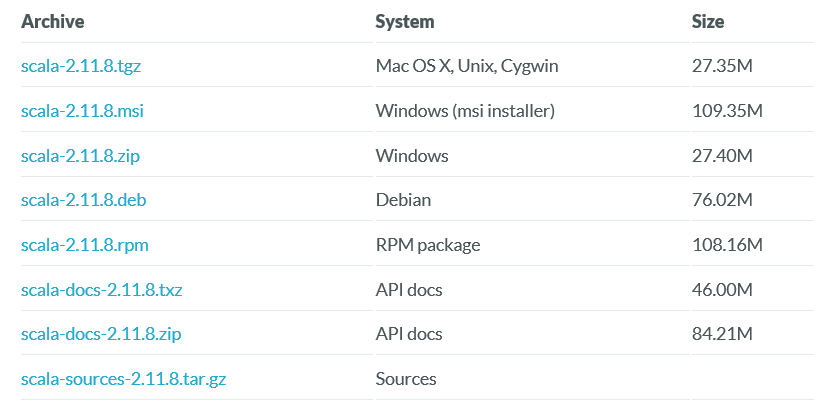 Archive System Size
scala-2.11.8.tgz Mac OS X, Unix, Cygwin 27.35M
scala-2.11.8.msi Windows (msi installer) 109.35M
scala-2.11.8.zip Windows 27.40M
scala-2.11.8.deb Debian 76.02M
scala-2.11.8.rpm RPM package 108.16M
scala-docs-2.11.8.txz API docs 46.00M
scala-docs-2.11.8.zip API docs 84.21M
scala-sources-2.11.8.tar.gz Sources